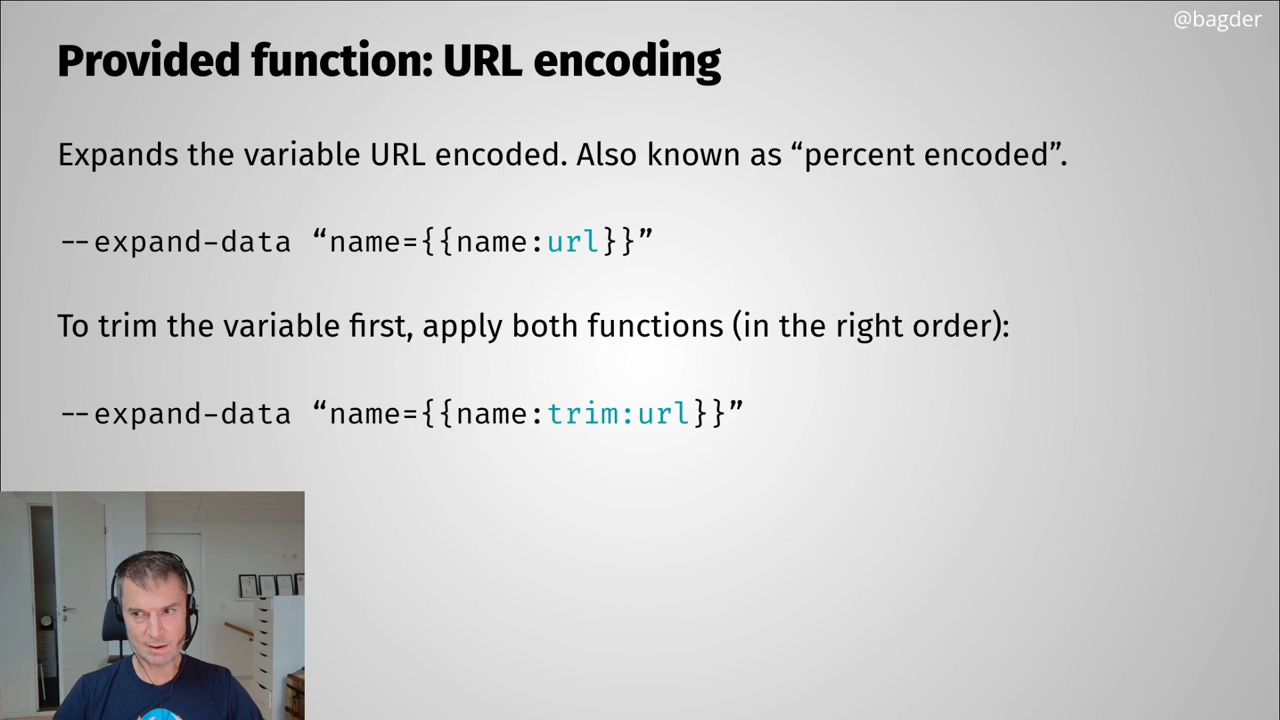 @bagder
Provided function: URL encoding
Expands the variable URL encoded. Also known as “percent encoded”.
--expand-data “name={{name:url}}”
To trim the variable first, apply both functions (in the right order):
--expand-data “name={{name:trim:url}}”